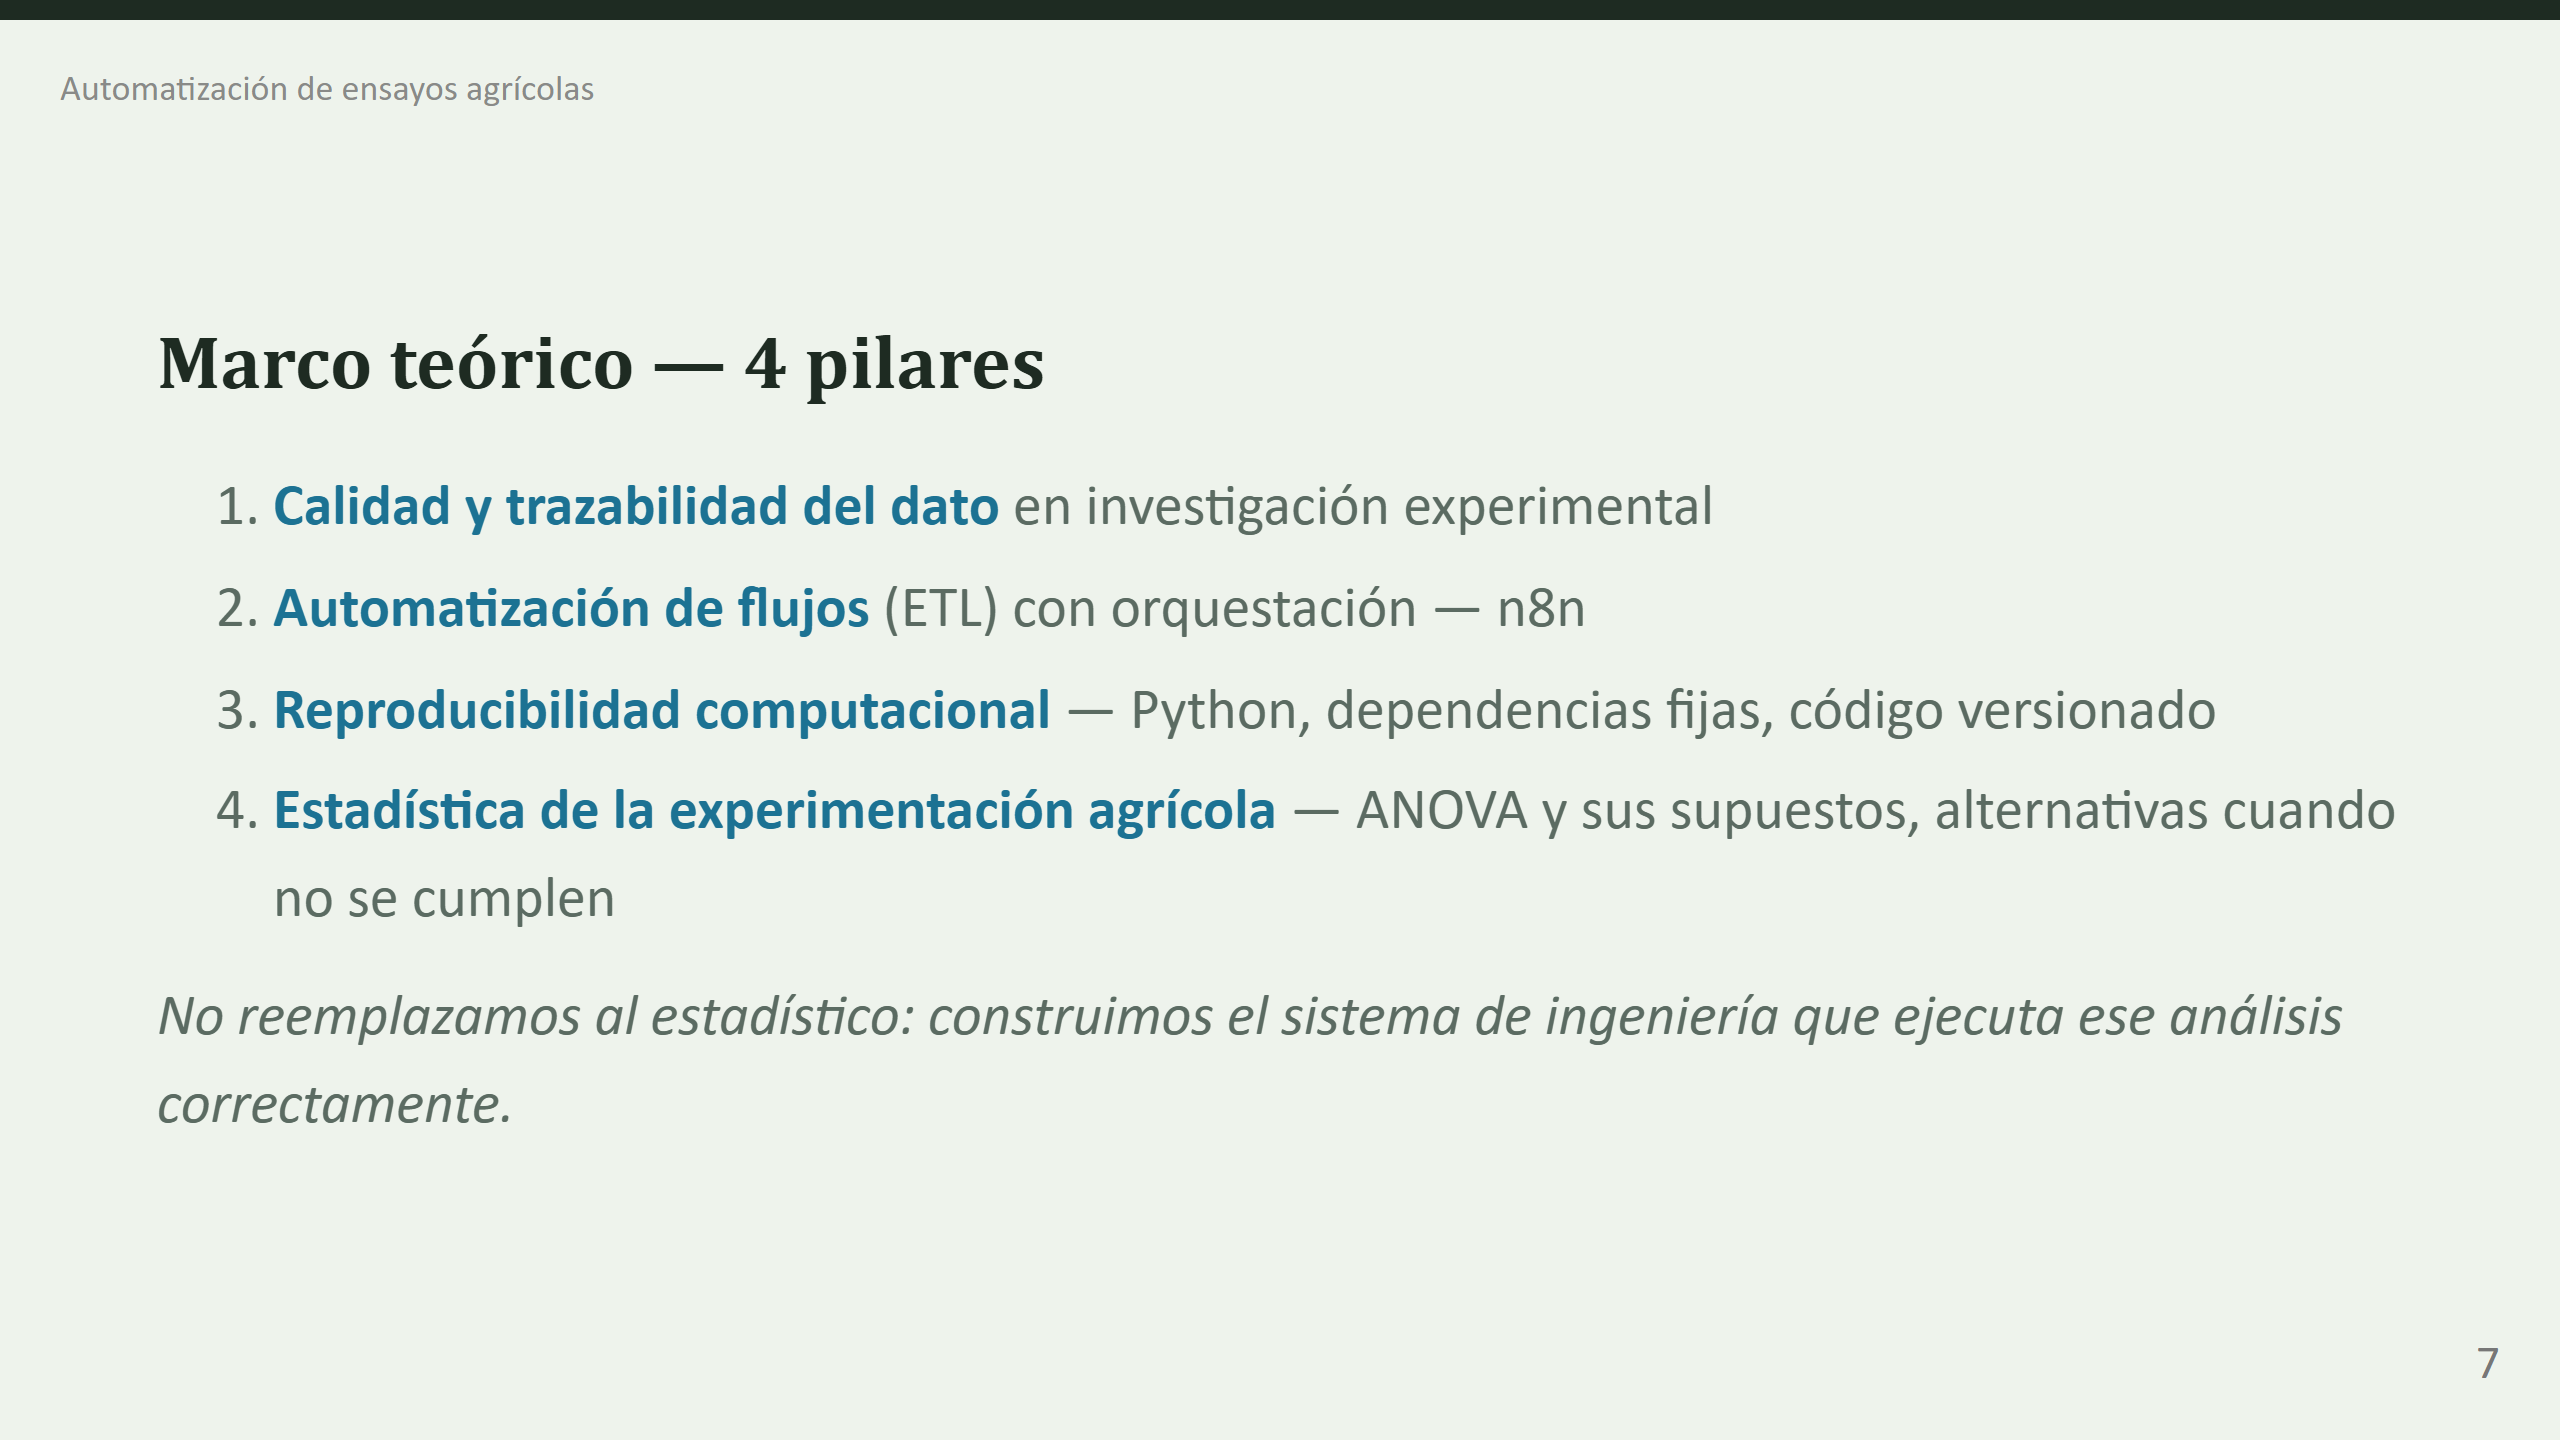 Automatización de ensayos agrícolas
Marco teórico — 4 pilares
1. Calidad y trazabilidad del dato en investigación experimental
2. Automatización de flujos (ETL) con orquestación — n8n
3. Reproducibilidad computacional — Python, dependencias fijas, código versionado
4. Estadística de la experimentación agrícola — ANOVA y sus supuestos, alternativas cuando
no se cumplen
No reemplazamos al estadístico: construimos el sistema de ingeniería que ejecuta ese análisis
correctamente.
7